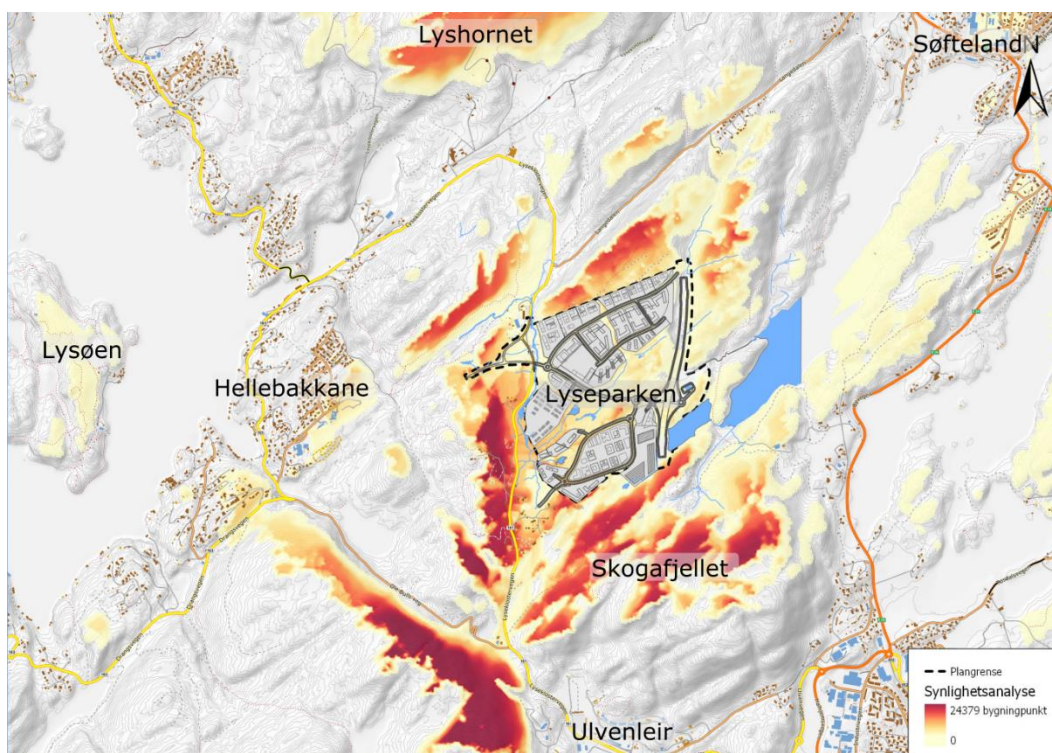 Lyshornet
Søfteland
N
Lysøen
Hellebakkane
Lyseparken
Skogafjellet
Ulvenleir
Plangrense
Synlighetsanalyse
24379 bygningpunkt
0